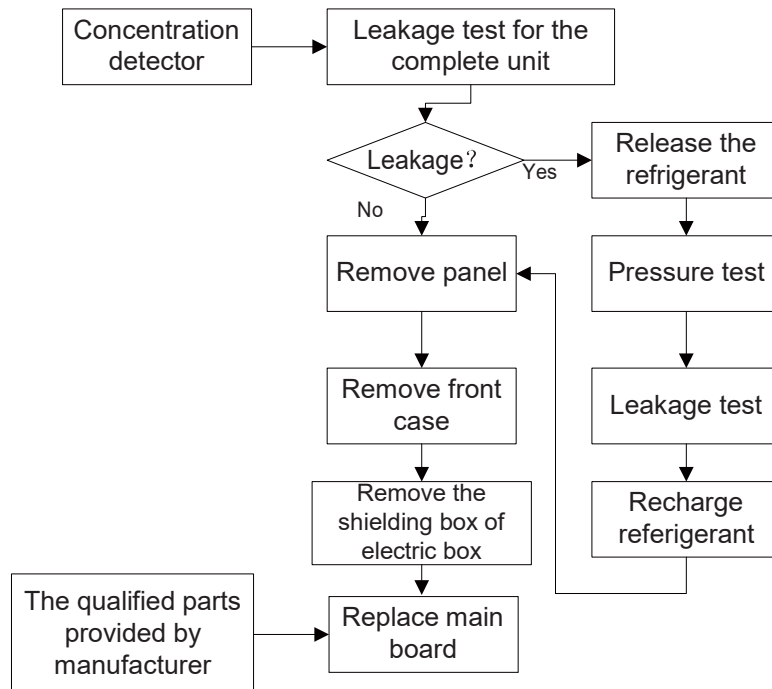 Concentration
detector
Leakage test for the
complete unit
Leakage？
Yes
No
Release the
refrigerant
Remove panel
Pressure test
Remove front
case
Leakage test
Remove the
shielding box of
electric box
Recharge
referigerant
The qualified parts
provided by
manufacturer
Replace main
board